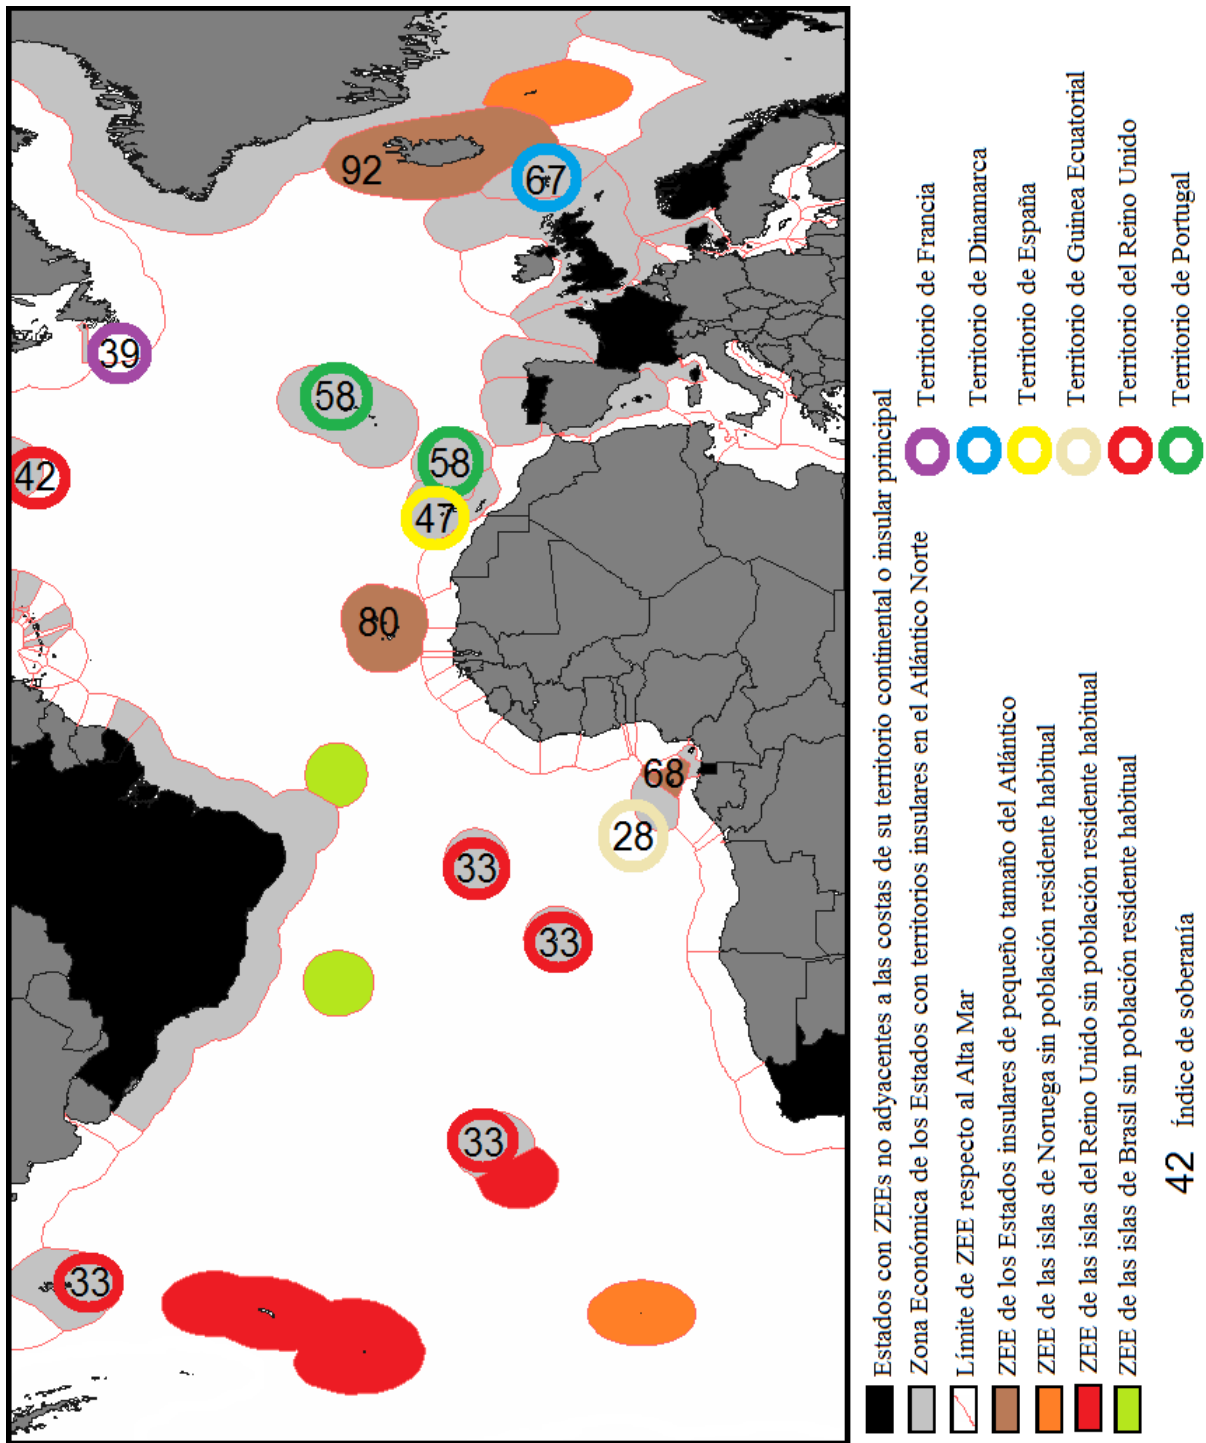 92
67
39
58
42
58
47
80
68
28
33
33
33
33
Estados con ZEEs no adyacentes a las costas de su territorio continental o insular principal
Zona Económica de los Estados con territorios insulares en el Atlántico Norte
Límite de ZEE respecto al Alta Mar
ZEE de los Estados insulares de pequeño tamaño del Atlántico
ZEE de las islas de Noruega sin población residente habitual
ZEE de las islas del Reino Unido sin población residente habitual
ZEE de las islas de Brasil sin población residente habitual
42 Índice de soberanía
Territorio de Francia
Territorio de Dinamarca
Territorio de España
Territorio de Guinea Ecuatorial
Territorio del Reino Unido
Territorio de Portugal